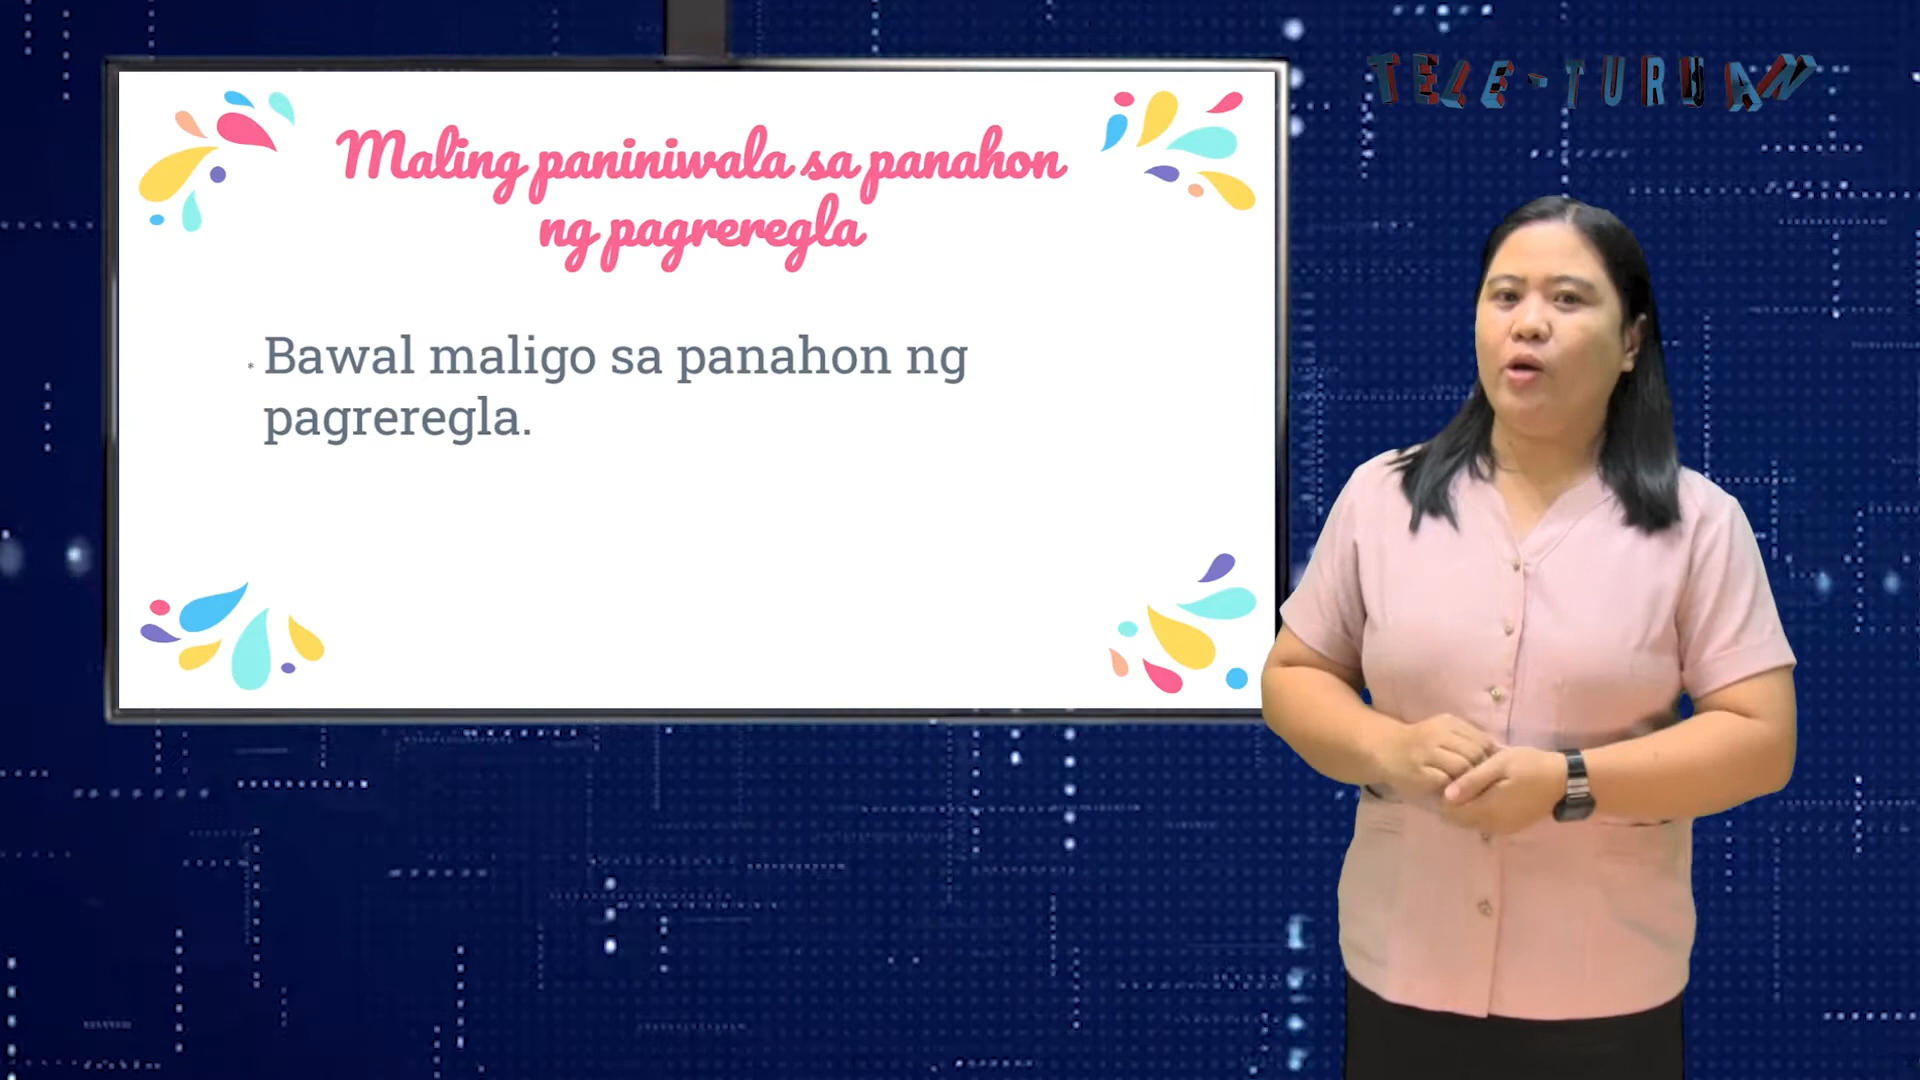 TELE-TURUAN
Maling paniniwala sa panahon
ng pagreregla
* Bawal maligo sa panahon ng
pagreregla.